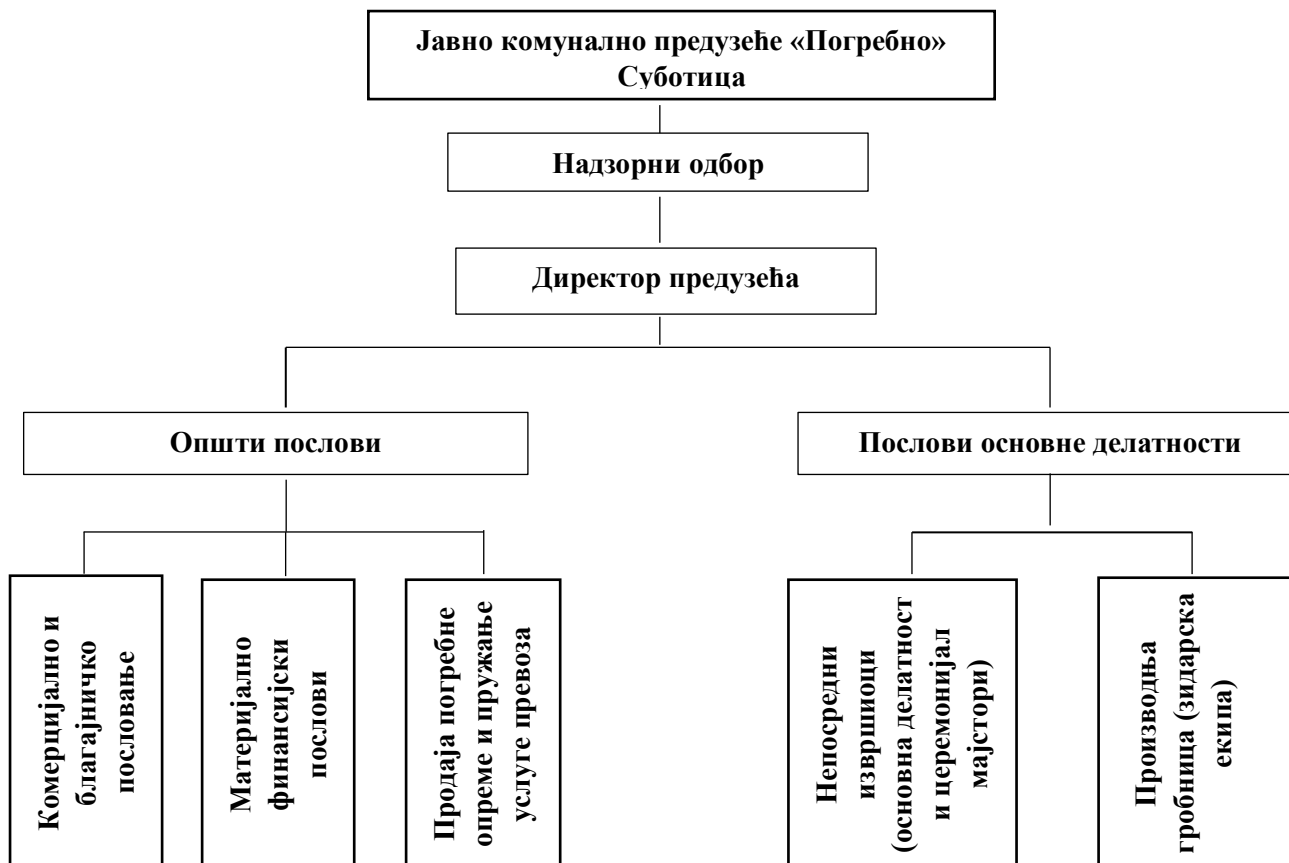 Јавно комунално предузеће «Погребно»
Суботица
Надзорни одбор
Директор предузећа
Општи послови
Послови основне делатности
Комерцијално и
благајничко
пословање
Материјално
финансијски
послови
Продаја погребне
опреме и пружање
услуге превоза
Непосредни
извршиоци
(основна делатност
и церемонијал
мајстори)
Производња
гробница (зидарска
екипа)